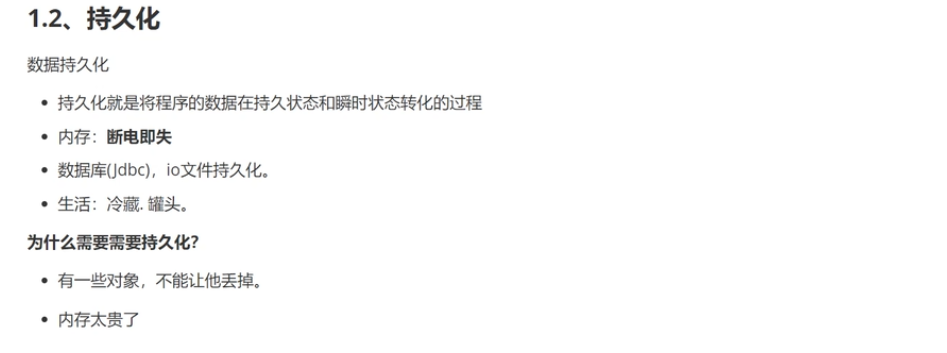 1.2、持久化
数据持久化
持久化就是将程序的数据在持久状态和瞬时状态转化的过程
内存：断电即失
数据库(Jdbc)，io文件持久化。
生活：冷藏. 罐头。
为什么需要需要持久化？
有一些对象，不能让他丢掉。
内存太贵了